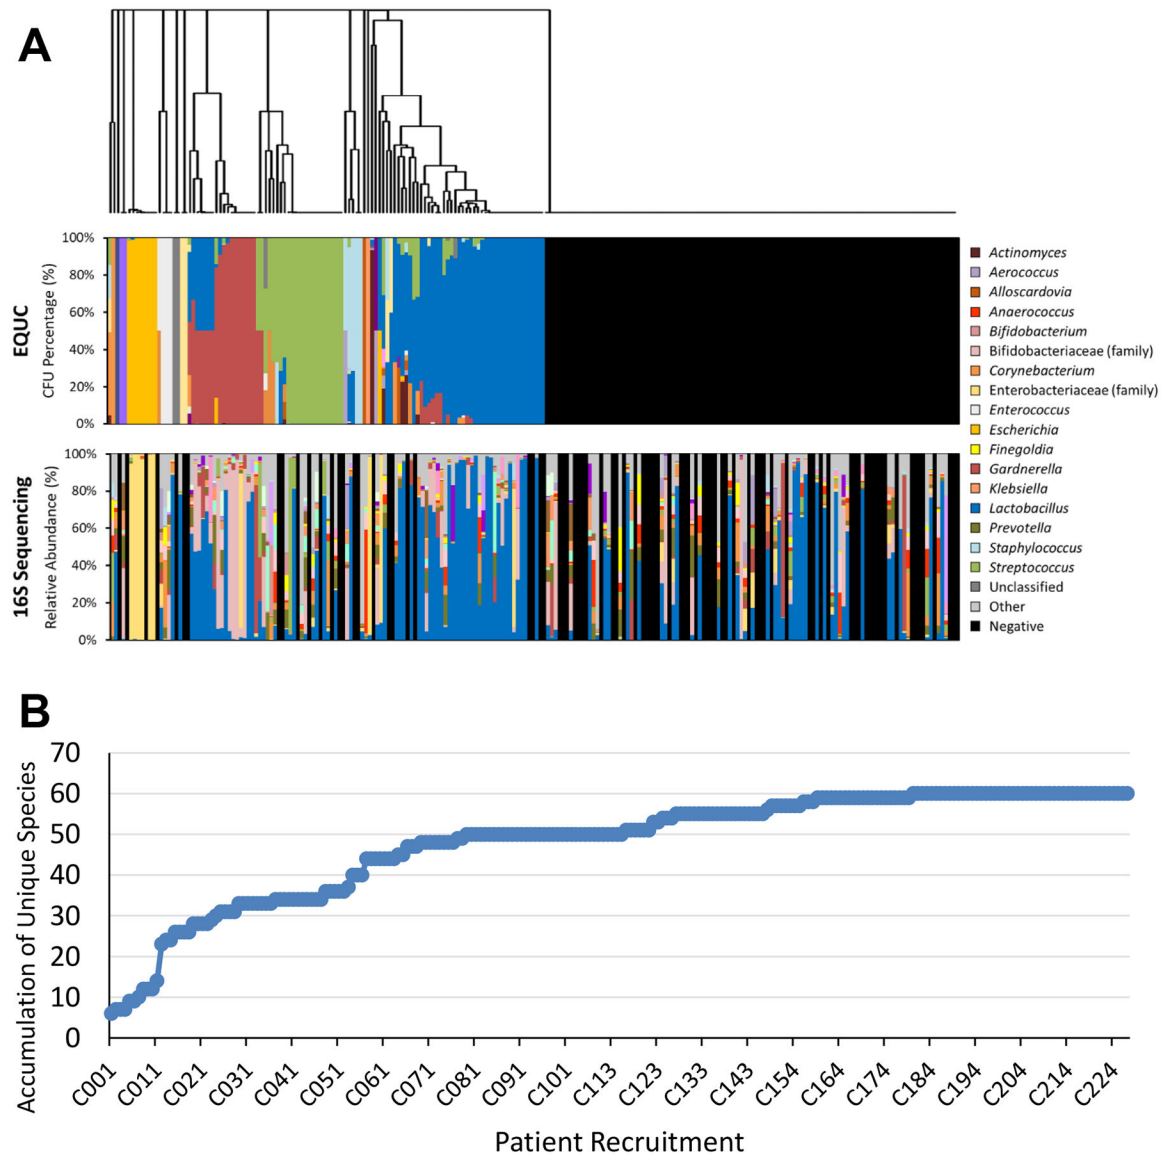 A
EQUC
CFU Percentage (%)
100%
80%
60%
40%
20%
0%
16S Sequencing
Relative Abundance (%)
100%
80%
60%
40%
20%
0%
Actinomyces
Aerococcus
Alloscardovia
Anaerococcus
Bifidobacterium
Bifidobacteriaceae (family)
Corynebacterium
Enterobacteriaceae (family)
Enterococcus
Escherichia
Finegoldia
Gardnerella
Klebsiella
Lactobacillus
Prevotella
Staphylococcus
Streptococcus
Unclassified
Other
Negative
B
Accumulation of Unique Species
70
60
50
40
30
20
10
0
C001
C011
C021
C031
C041
C051
C061
C071
C081
C091
C101
C113
C123
C133
C143
C154
C164
C174
C184
C194
C204
C214
C224
Patient Recruitment